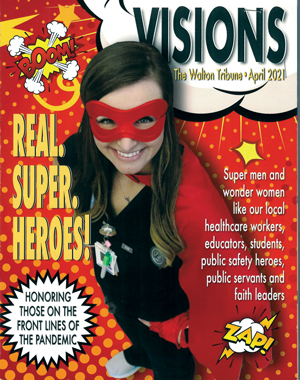 BOOM!
VISIONS
The Walton Tribune • April 2021
REAL.
SUPER.
HEROES!
Super men and
wonder women
like our local
healthcare workers,
educators, students,
public safety heroes,
public servants and
faith leaders
HONORING
THOSE ON THE
FRONT LINES OF
THE PANDEMIC
ZAP!